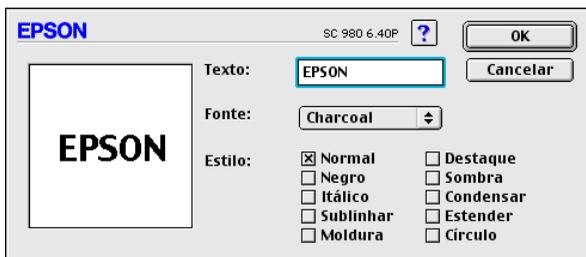 EPSON
SC 980 6.40P
?
OK
Texto:
EPSON
Cancelar
Fonte:
Charcoal
EPSON
Estilo:
Normal
Destaque
Negro
Sombra
Itálico
Condensar
Sublinhar
Estender
Moldura
Círculo